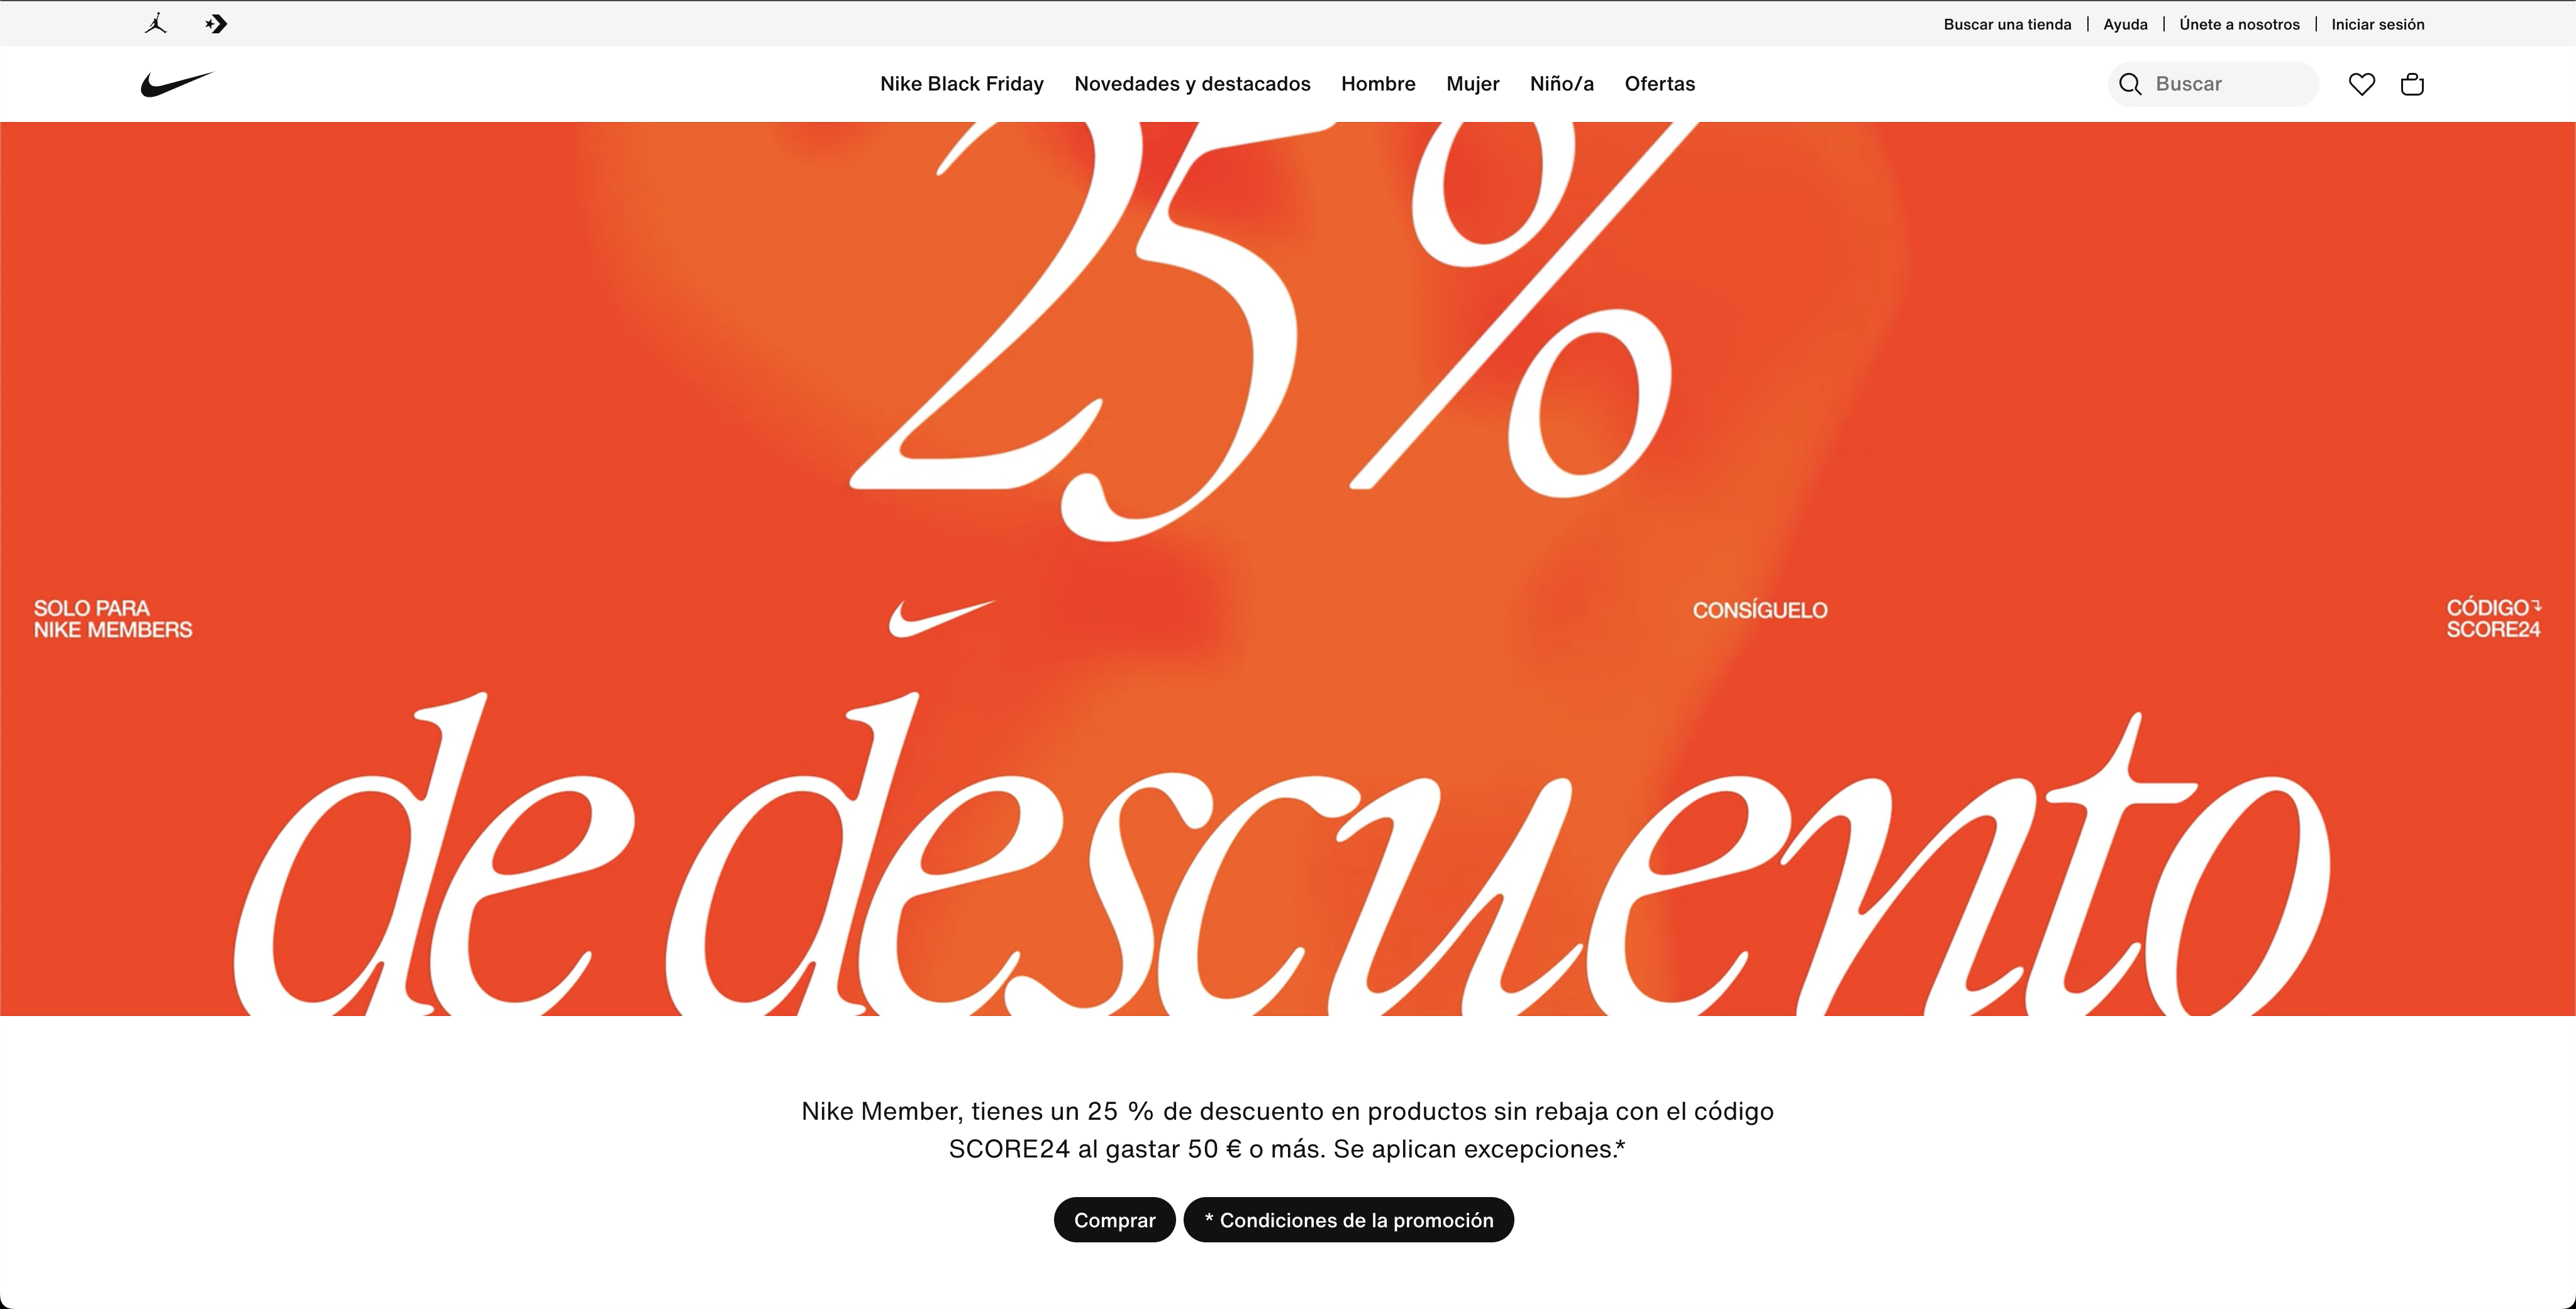 Buscar una tienda | Ayuda | Únete a nosotros | Iniciar sesión
Nike Black Friday Novedades y destacados Hombre Mujer Niño/a Ofertas Buscar
25%
SOLO PARA
NIKE MEMBERS
CONSÍGUELO
CÓDIGO
SCORE24
de descuento
Nike Member, tienes un 25 % de descuento en productos sin rebaja con el código
SCORE24 al gastar 50 € o más. Se aplican excepciones.*
Comprar * Condiciones de la promoción